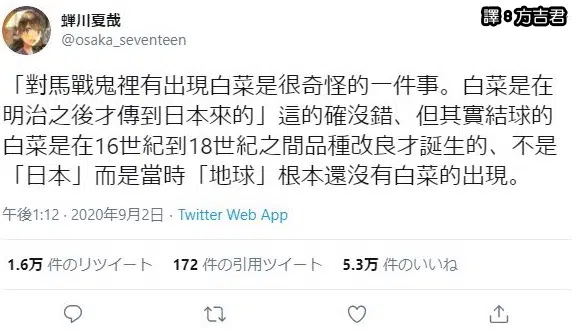 譯：方吉君
蝉川夏哉
@osaka_seventeen
「對馬戰鬼裡有出現白菜是很奇怪的一件事。白菜是在
明治之後才傳到日本來的」這的確沒錯、但其實結球的
白菜是在16世紀到18世紀之間品種改良才誕生的、不是
「日本」而是當時「地球」根本還沒有白菜的出現。
午後1:12 · 2020年9月2日 · Twitter Web App
1.6万 件のリツイート 172 件の引用ツイート 5.3万 件のいいね